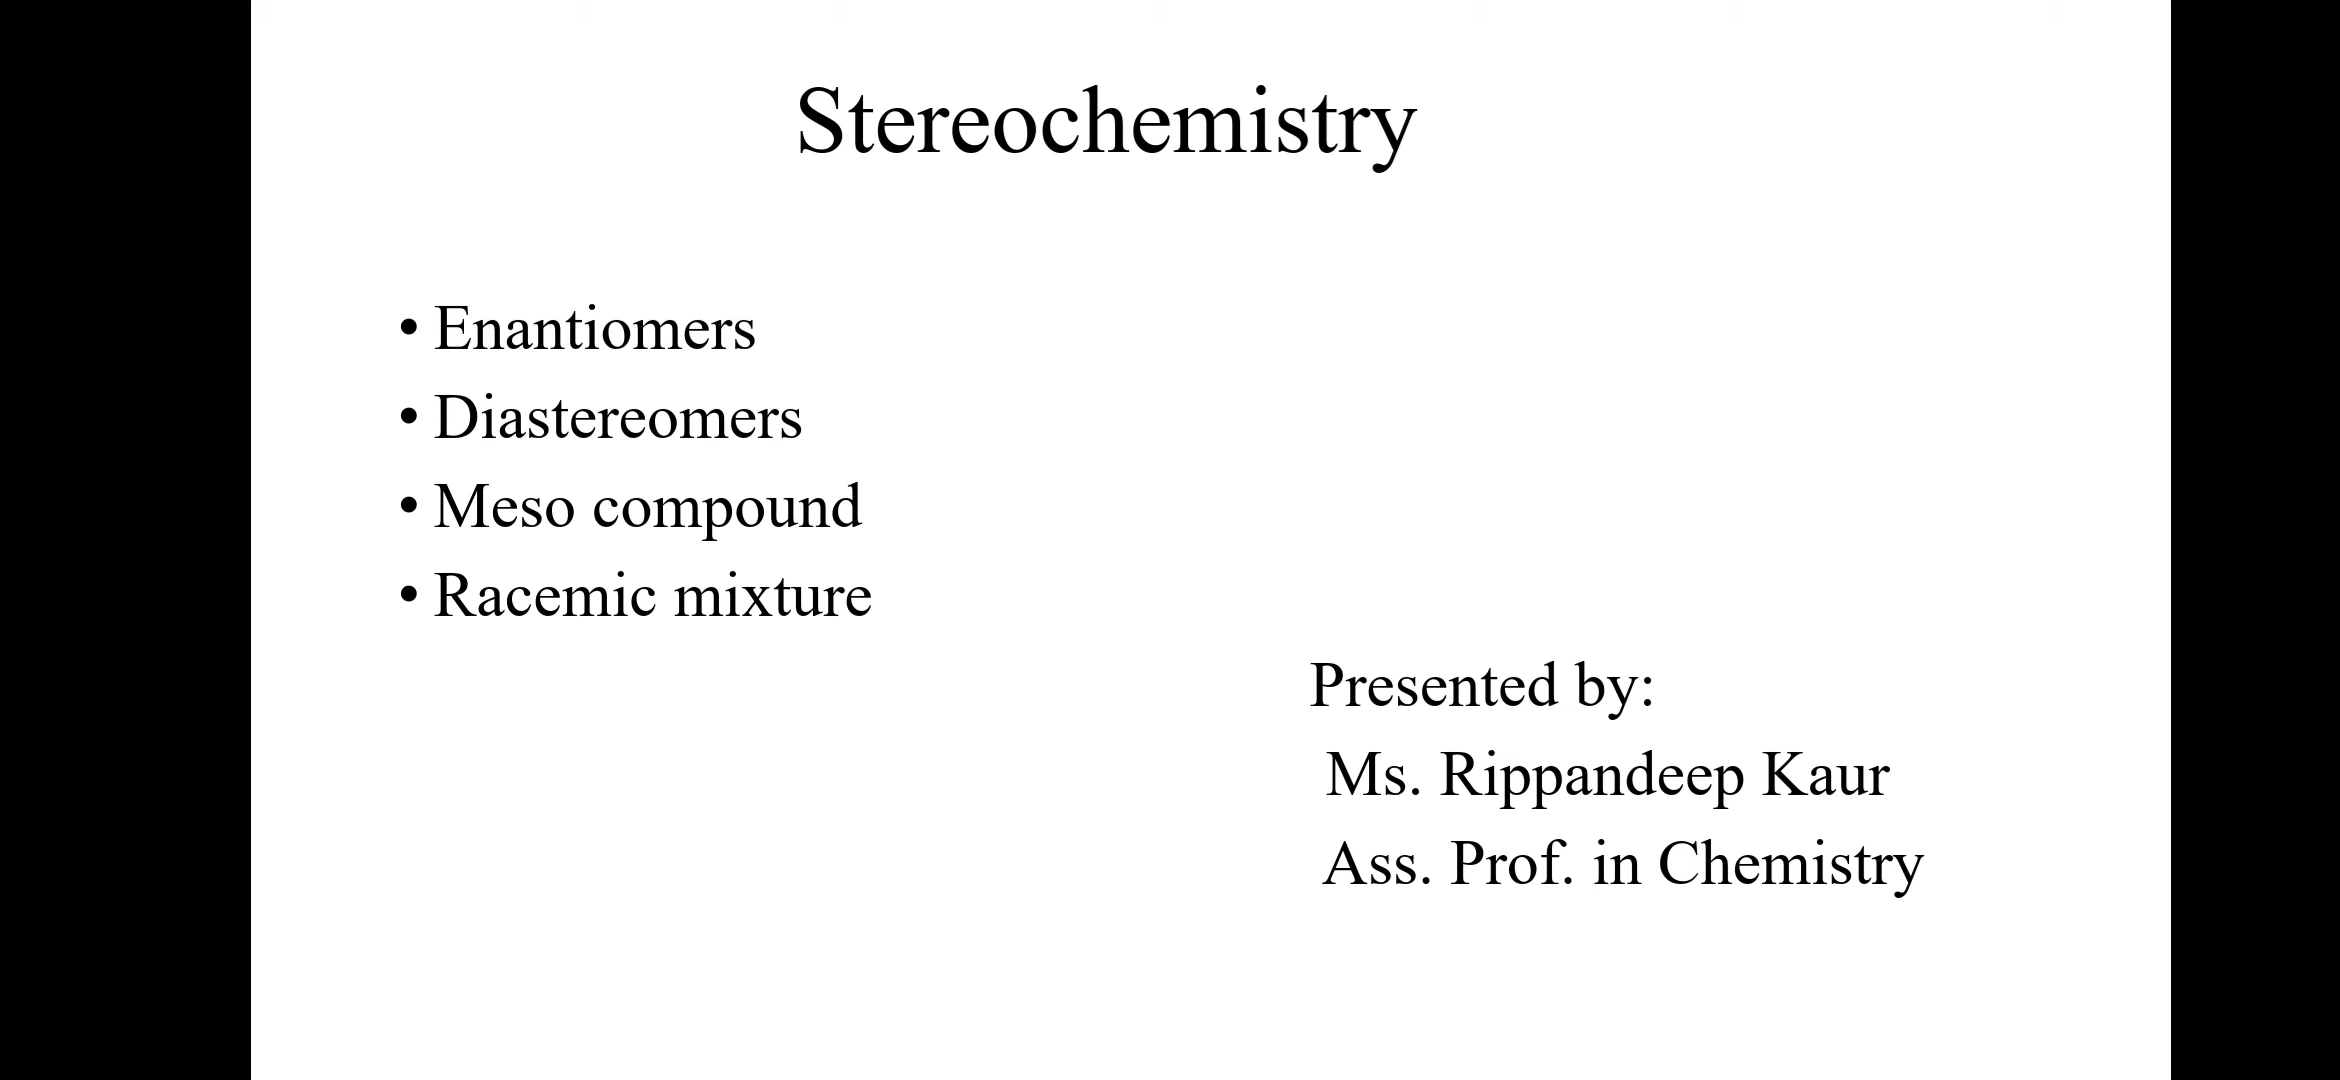 Stereochemistry
• Enantiomers
• Diastereomers
• Meso compound
• Racemic mixture
Presented by:
Ms. Rippandeep Kaur
Ass. Prof. in Chemistry